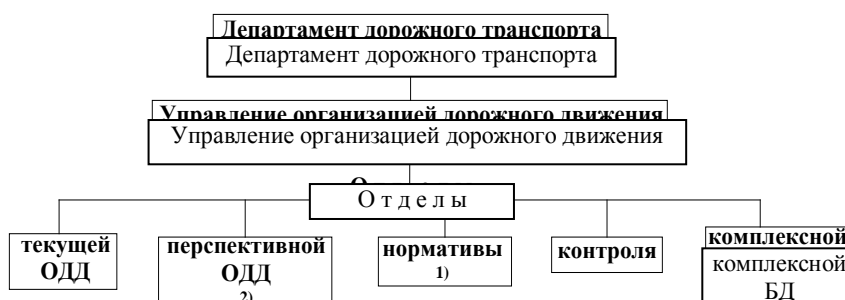 Департамент дорожного транспорта
Департамент дорожного транспорта
Управление организацией дорожного движения
Управление организацией дорожного движения
О т д е л ы
текущей
ОДД
перспективной
ОДД
2)
нормативы
1)
контроля
комплексной
комплексной
БД